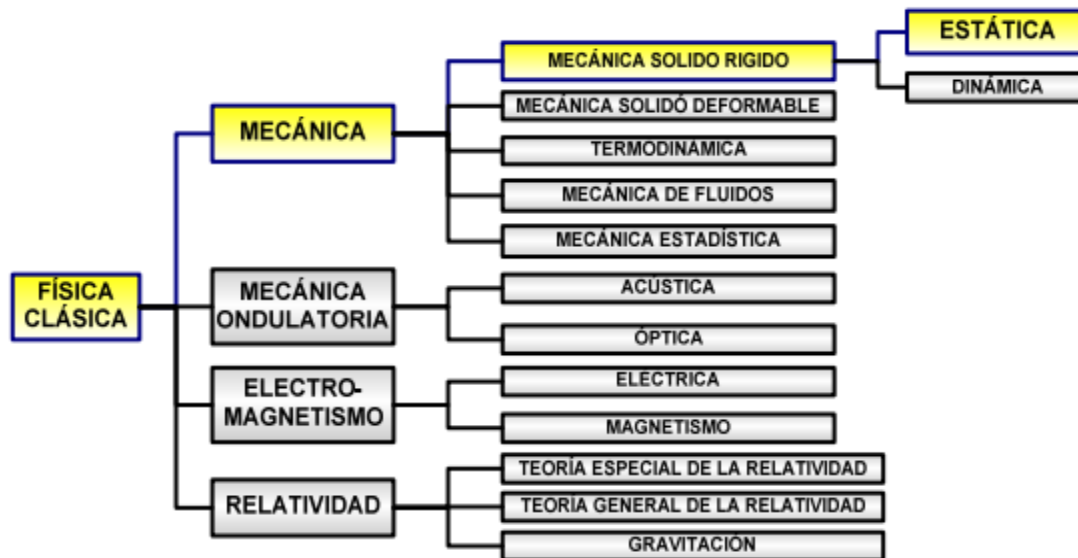 FÍSICA
CLÁSICA
MECÁNICA
MECÁNICA SOLIDO RIGIDO
ESTÁTICA
DINÁMICA
MECÁNICA SOLIDÓ DEFORMABLE
TERMODINÁMICA
MECÁNICA DE FLUIDOS
MECÁNICA ESTADÍSTICA
MECÁNICA
ONDULATORIA
ACÚSTICA
ÓPTICA
ELECTRO-
MAGNETISMO
ELECTRICA
MAGNETISMO
RELATIVIDAD
TEORÍA ESPECIAL DE LA RELATIVIDAD
TEORÍA GENERAL DE LA RELATIVIDAD
GRAVITACIÓN